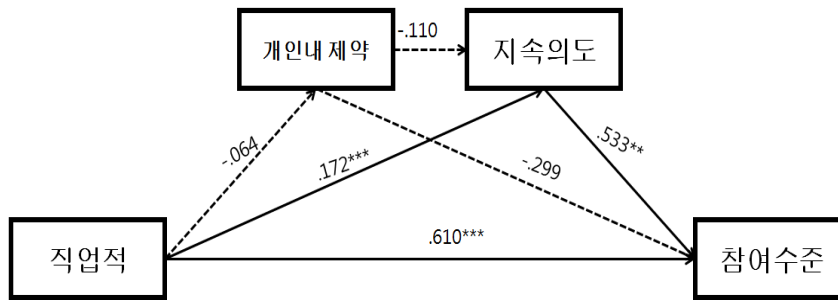 개인내 제약
-.110
지속의도
-.064
.172***
-.299
.533**
.610***
직업적
참여수준